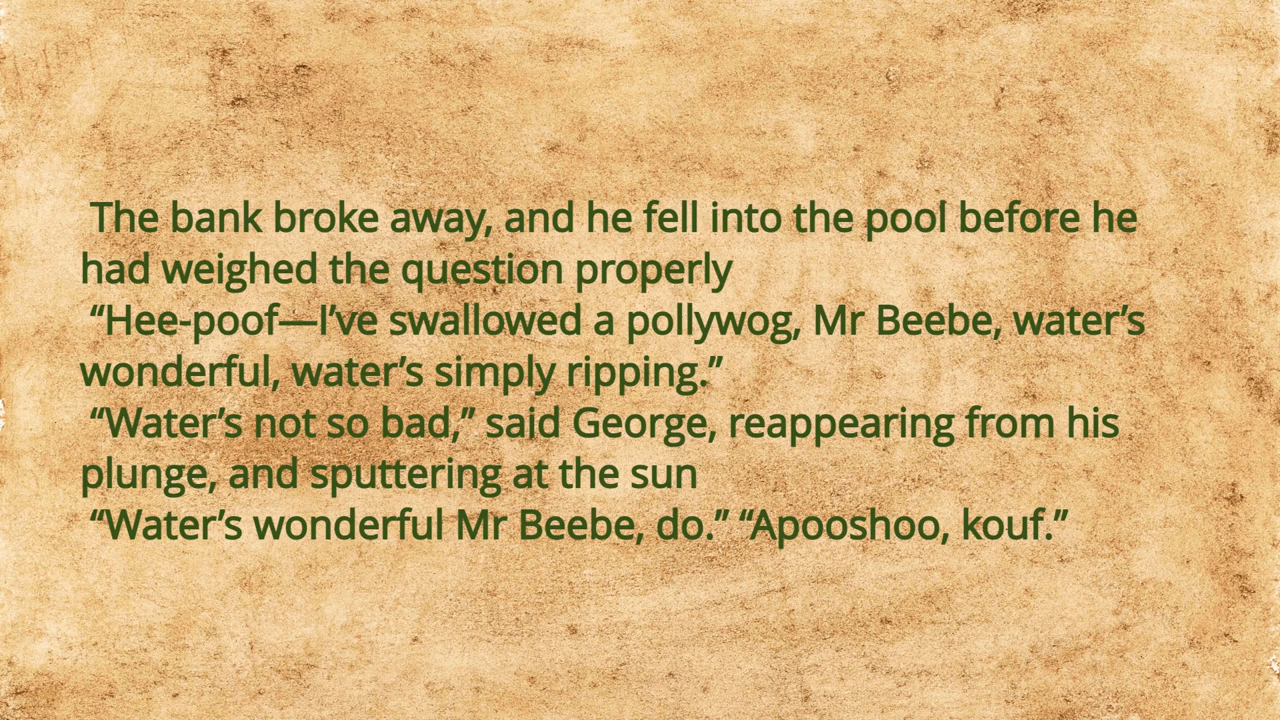 The bank broke away, and he fell into the pool before he
had weighed the question properly
“Hee-poof—I’ve swallowed a pollywog, Mr Beebe, water’s
wonderful, water’s simply ripping.”
“Water’s not so bad,” said George, reappearing from his
plunge, and sputtering at the sun
“Water’s wonderful Mr Beebe, do.” “Apooshoo, kouf.”